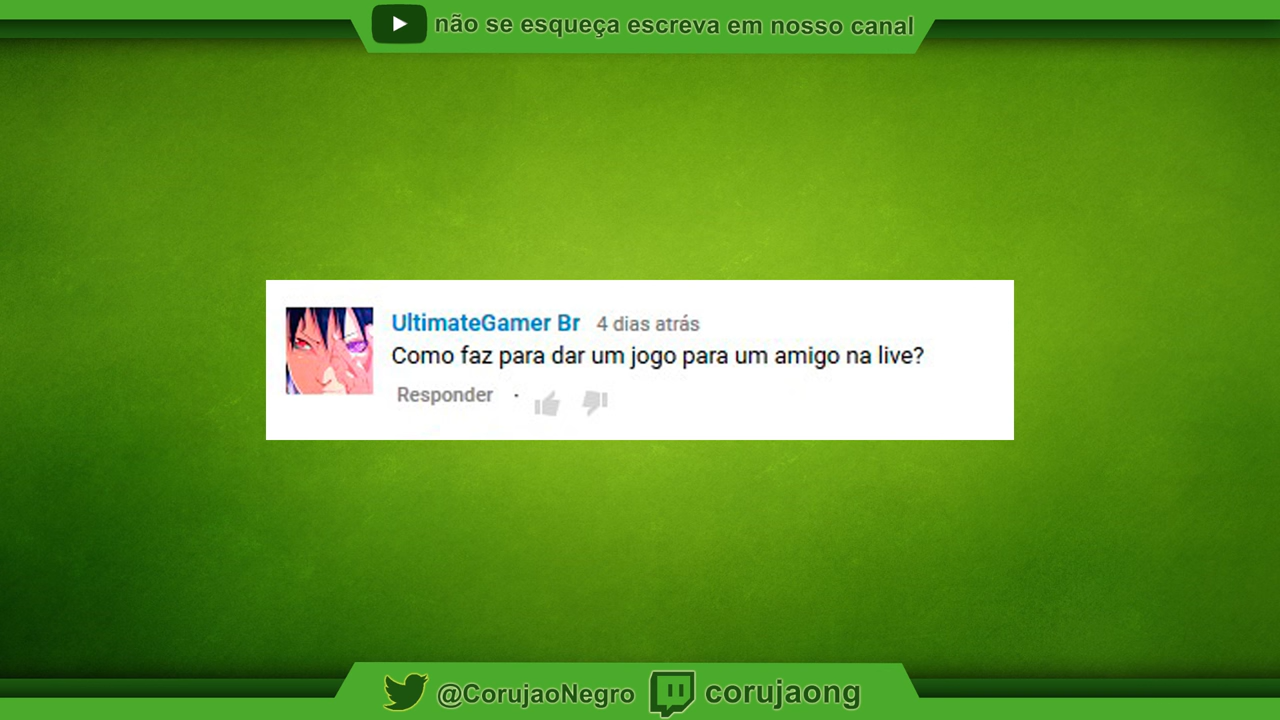 não se esqueça escreva em nosso canal
UltimateGamer Br 4 dias atrás
Como faz para dar um jogo para um amigo na live?
Responder ·
@CorujaoNegro corujaong